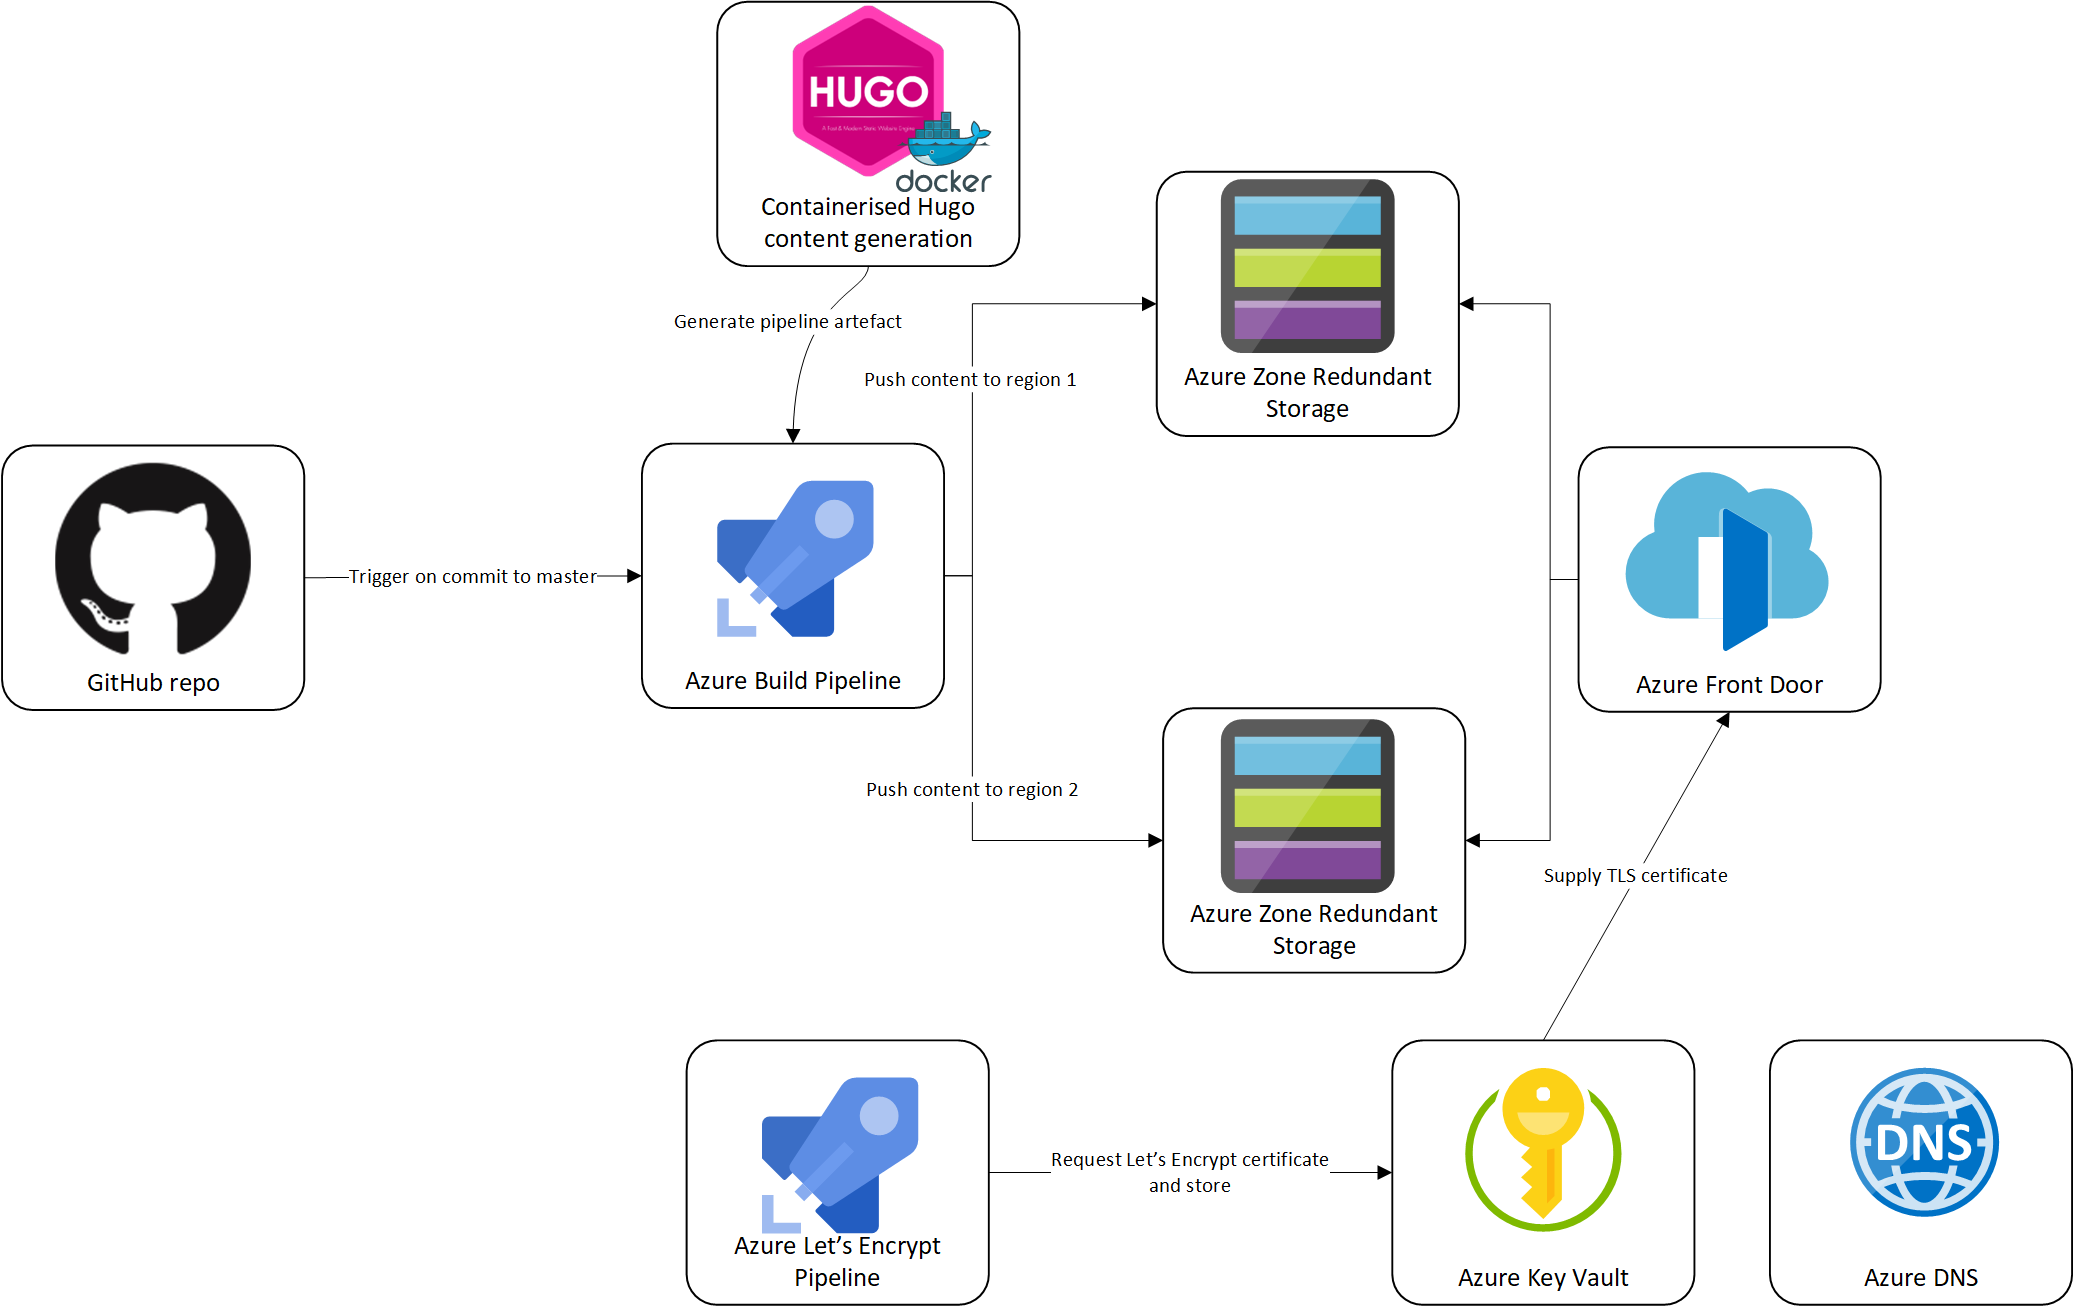 HUGO
A Fast & Modern Static Website Engine
docker
Containerised Hugo
content generation
Generate pipeline artefact
Push content to region 1
Azure Zone Redundant
Storage
GitHub repo
Trigger on commit to master
Azure Build Pipeline
Azure Front Door
Push content to region 2
Azure Zone Redundant
Storage
Supply TLS certificate
Azure Let’s Encrypt
Pipeline
Request Let’s Encrypt certificate
and store
Azure Key Vault
DNS
Azure DNS